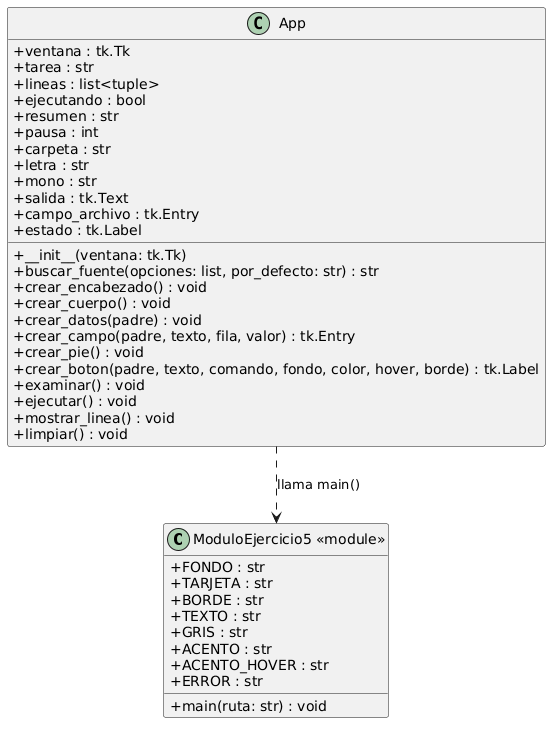 C App
+ventana : tk.Tk
+tarea : str
+lineas : list<tuple>
+ejecutando : bool
+resumen : str
+pausa : int
+carpeta : str
+letra : str
+mono : str
+salida : tk.Text
+campo_archivo : tk.Entry
+estado : tk.Label
+__init__(ventana: tk.Tk)
+buscar_fuente(opciones: list, por_defecto: str) : str
+crear_encabezado() : void
+crear_cuerpo() : void
+crear_datos(padre) : void
+crear_campo(padre, texto, fila, valor) : tk.Entry
+crear_pie() : void
+crear_boton(padre, texto, comando, fondo, color, hover, borde) : tk.Label
+examinar() : void
+ejecutar() : void
+mostrar_linea() : void
+limpiar() : void
llama main()
C ModuloEjercicio5 «module»
+FONDO : str
+TARJETA : str
+BORDE : str
+TEXTO : str
+GRIS : str
+ACENTO : str
+ACENTO_HOVER : str
+ERROR : str
+main(ruta: str) : void